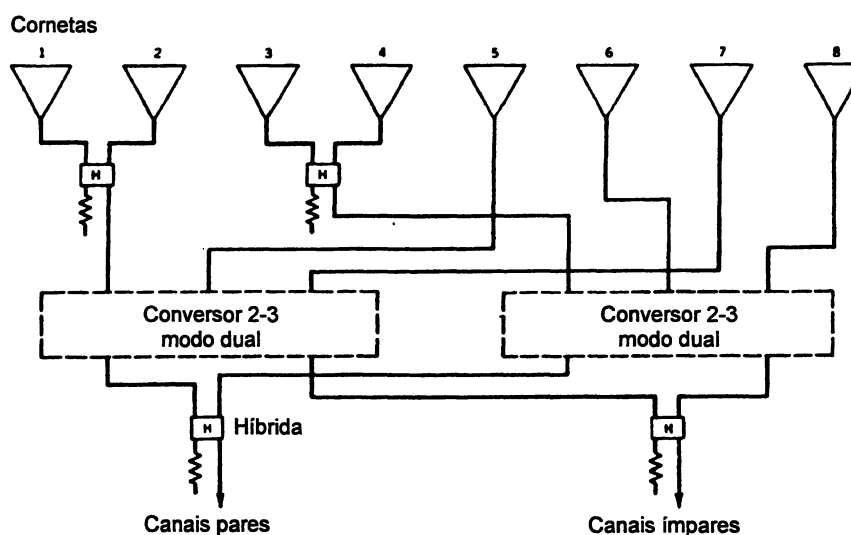 Cornetas
1 2 3 4 5 6 7 8
H H
Conversor 2-3
modo dual
Conversor 2-3
modo dual
H Híbrida H
Canais pares Canais ímpares